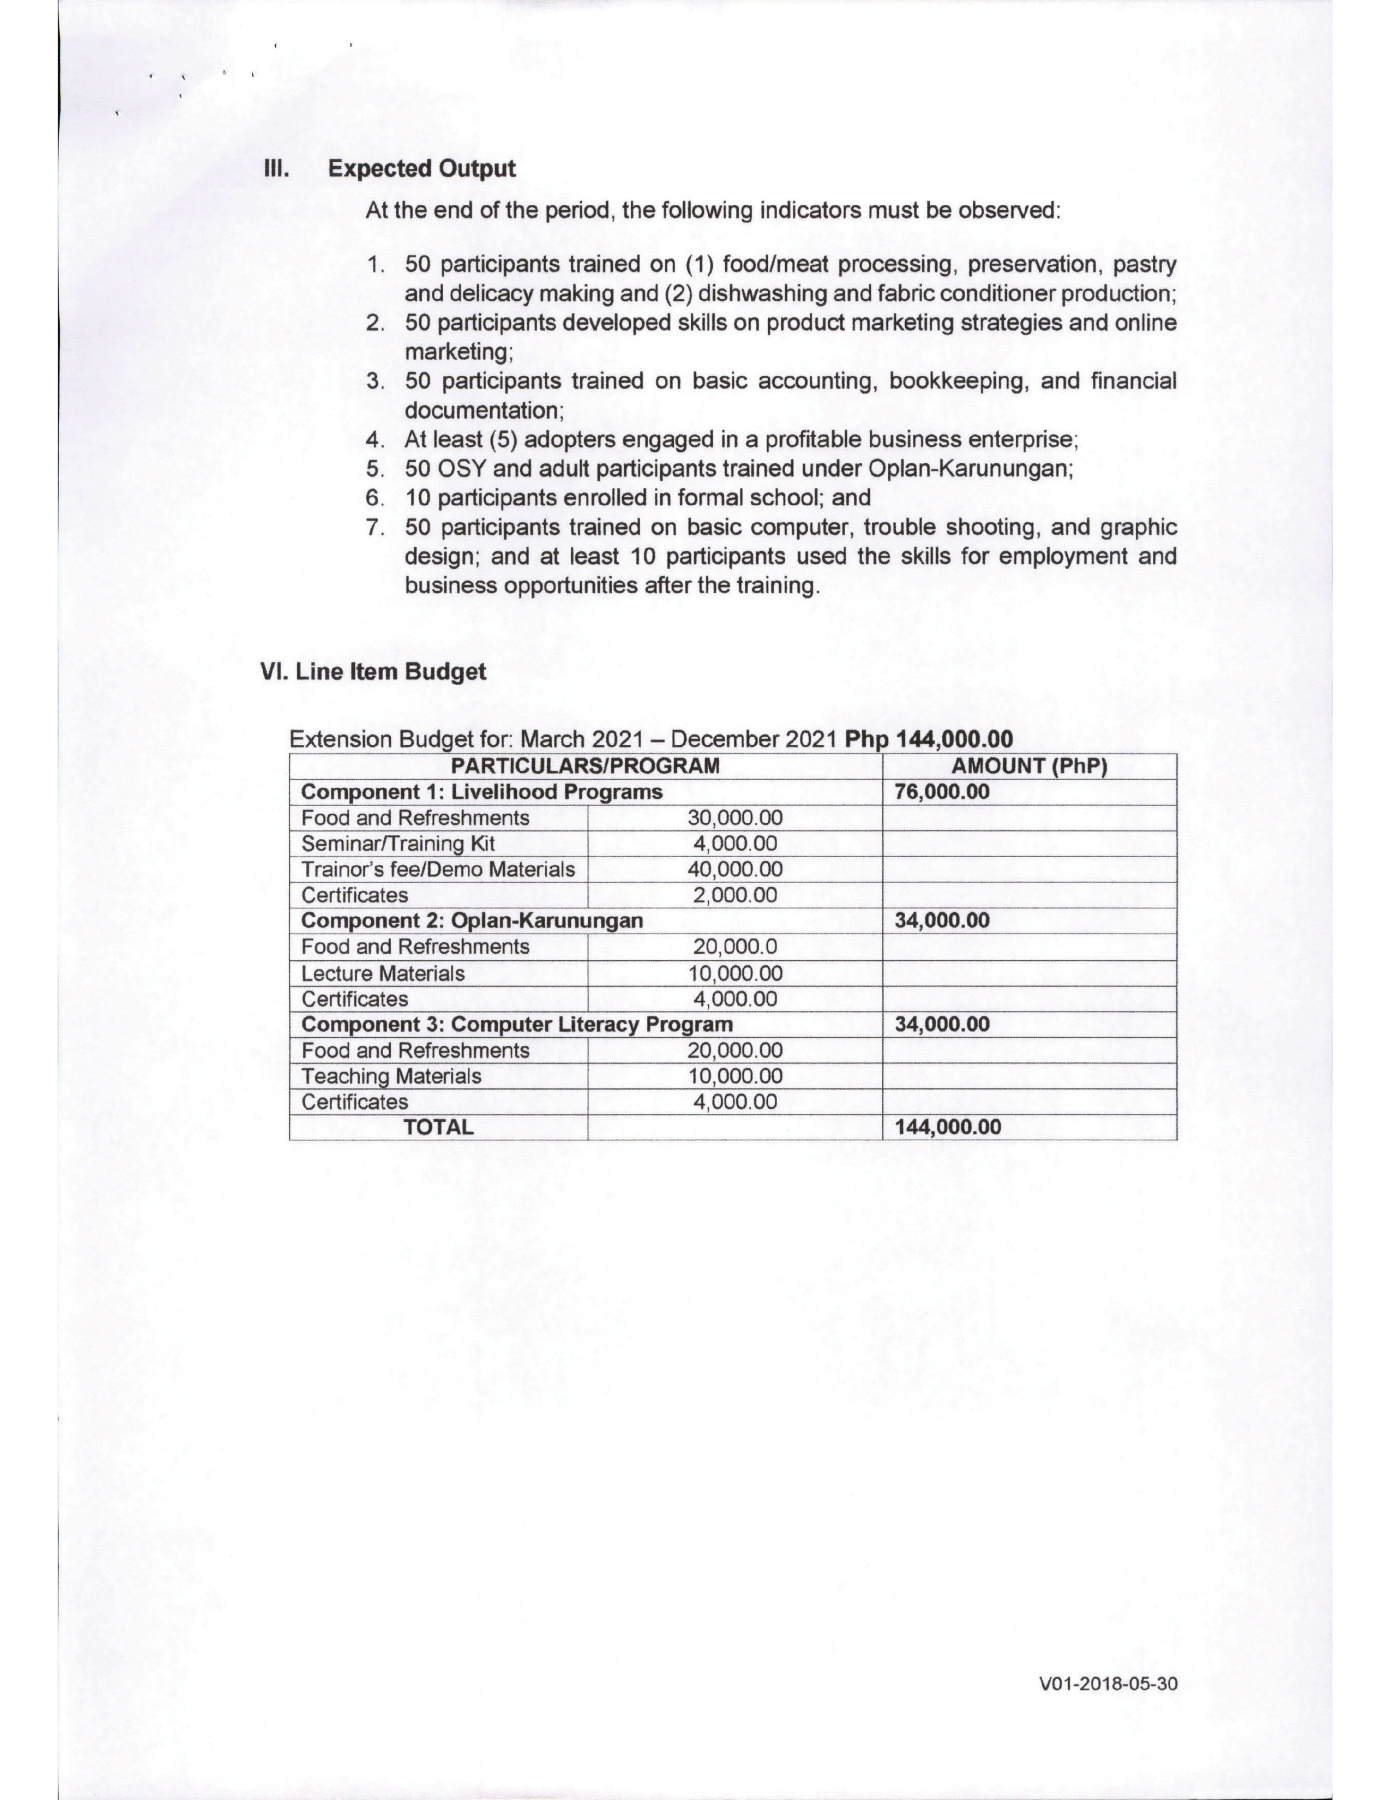 III. Expected Output
At the end of the period, the following indicators must be observed:
1. 50 participants trained on (1) food/meat processing, preservation, pastry
and delicacy making and (2) dishwashing and fabric conditioner production;
2. 50 participants developed skills on product marketing strategies and online
marketing;
3. 50 participants trained on basic accounting, bookkeeping, and financial
documentation;
4. At least (5) adopters engaged in a profitable business enterprise;
5. 50 OSY and adult participants trained under Oplan-Karunungan;
6. 10 participants enrolled in formal school; and
7. 50 participants trained on basic computer, trouble shooting, and graphic
design; and at least 10 participants used the skills for employment and
business opportunities after the training.
VI. Line Item Budget
Extension Budget for: March 2021 – December 2021 Php 144,000.00
PARTICULARS/PROGRAM AMOUNT (PhP)
Component 1: Livelihood Programs 76,000.00
Food and Refreshments 30,000.00
Seminar/Training Kit 4,000.00
Trainor's fee/Demo Materials 40,000.00
Certificates 2,000.00
Component 2: Oplan-Karunungan 34,000.00
Food and Refreshments 20,000.0
Lecture Materials 10,000.00
Certificates 4,000.00
Component 3: Computer Literacy Program 34,000.00
Food and Refreshments 20,000.00
Teaching Materials 10,000.00
Certificates 4,000.00
TOTAL 144,000.00
V01-2018-05-30